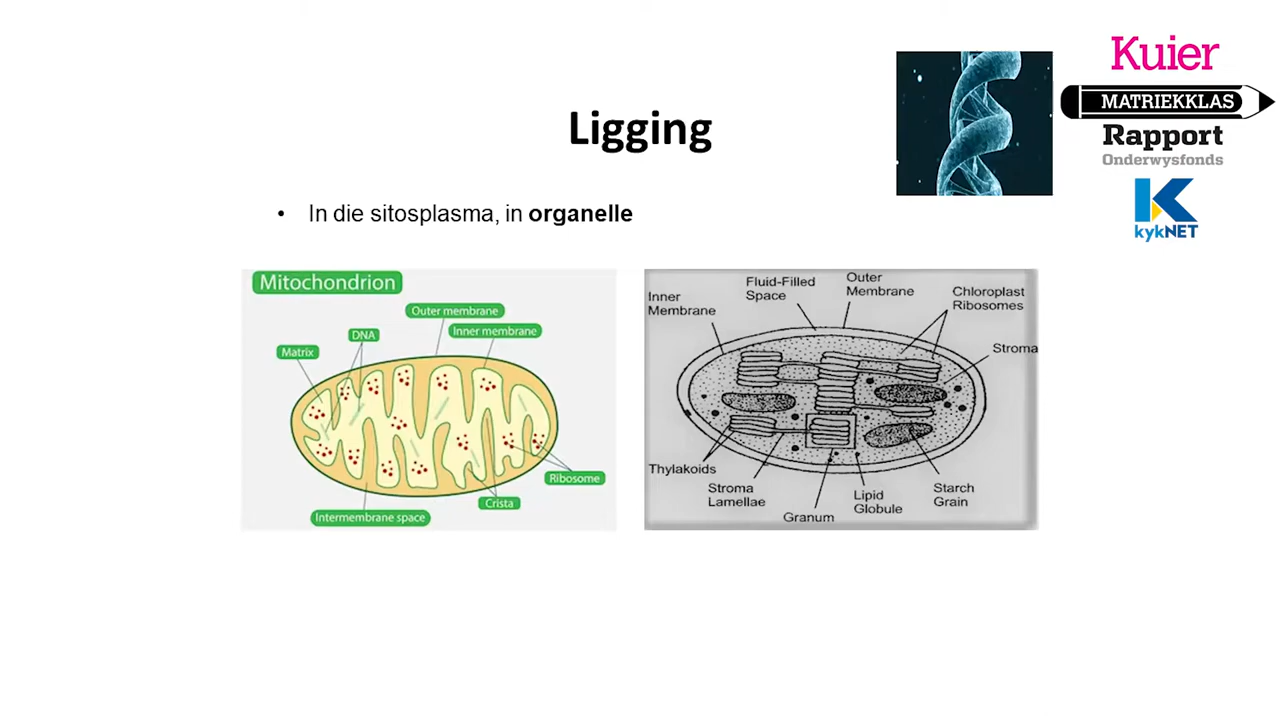 Kuier
MATRIEKKLAS
Rapport
Onderwysfonds
kykNET
Ligging
• In die sitosplasma, in organelle
Mitochondrion
Outer membrane
Inner membrane
DNA
Matrix
Ribosome
Crista
Intermembrane space
Fluid-Filled
Space
Outer
Membrane
Inner
Membrane
Chloroplast
Ribosomes
Stroma
Thylakoids
Stroma
Lamellae
Granum
Lipid
Globule
Starch
Grain